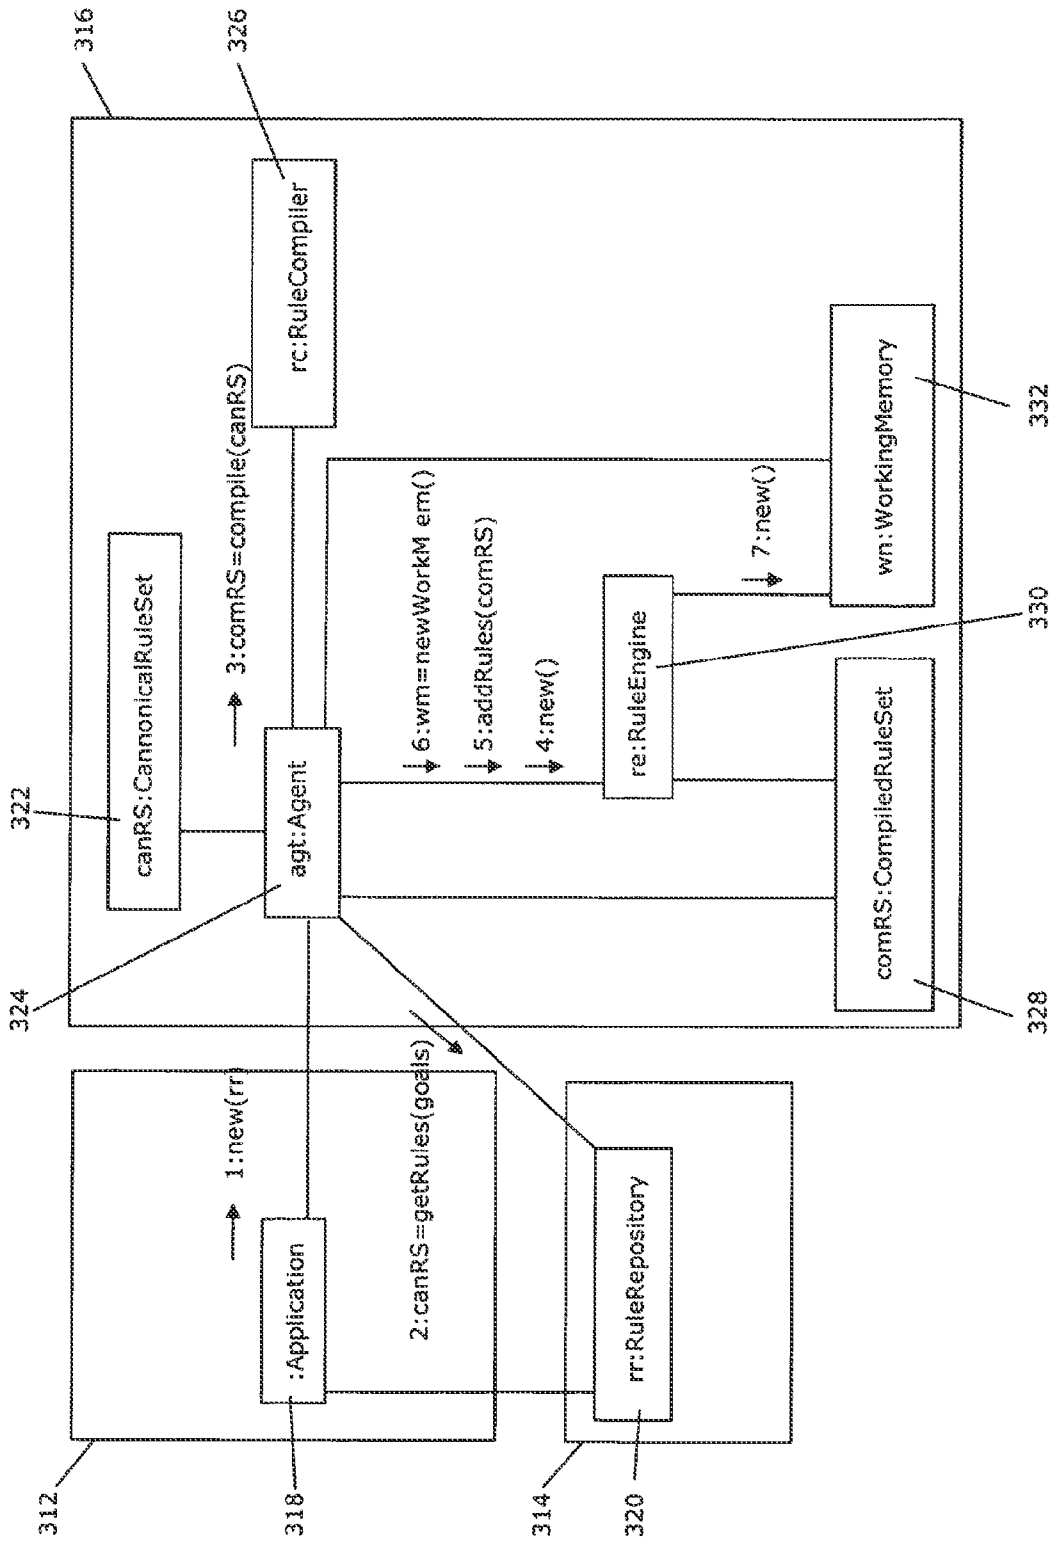 316
326
322
canRS:CannonicalRuleSet
3:comRS=compile(canRS)
rc:RuleCompiler
324
agt:Agent
6:wm=newWorkM em()
5:addRules(comRS)
4:new()
re:RuleEngine
7:new()
330
wn:WorkingMemory
332
comRS:CompiledRuleSet
328
312
1:new(rr)
:Application
318
2:canRS=getRules(goals)
314
rr:RuleRepository
320